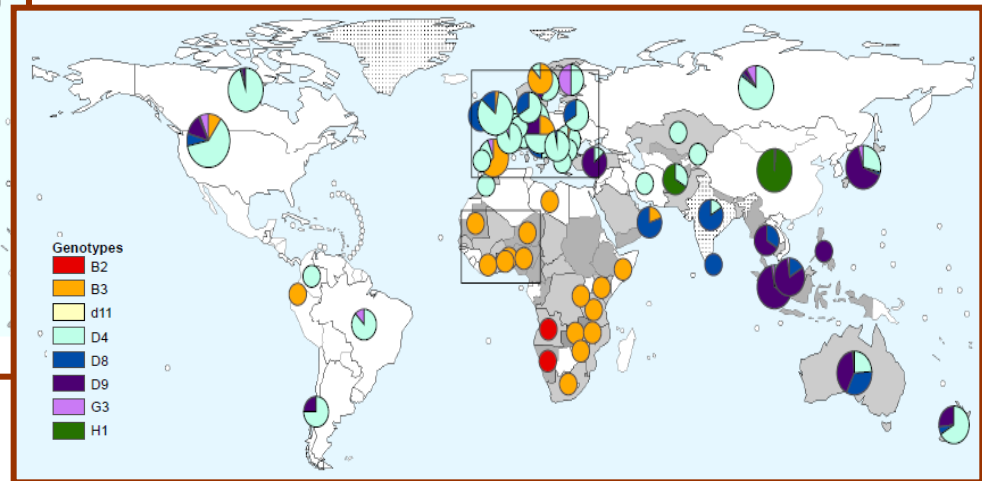 Genotypes
B2
B3
d11
D4
D8
D9
G3
H1